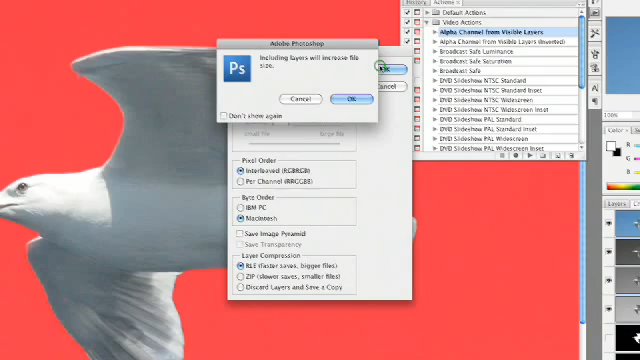 History
Actions
Default Actions
Video Actions
Alpha Channel from Visible Layers
Alpha Channel from Visible Layers (Inverted)
Broadcast Safe Luminance
Broadcast Safe Saturation
Broadcast Safe
DVD Slideshow NTSC Standard
DVD Slideshow NTSC Standard Inset
DVD Slideshow NTSC Widescreen
DVD Slideshow NTSC Widescreen Inset
DVD Slideshow PAL Standard
DVD Slideshow PAL Standard Inset
DVD Slideshow PAL Widescreen
Adobe Photoshop
Ps
Including layers will increase file
size.
Cancel
OK
Don't show again
small file
large file
Pixel Order
Interleaved (RGBRGB)
Per Channel (RRGGBB)
Byte Order
IBM PC
Macintosh
Save Image Pyramid
Save Transparency
Layer Compression
RLE (faster saves, bigger files)
ZIP (slower saves, smaller files)
Discard Layers and Save a Copy
100%
Color
R
G
B
Layers